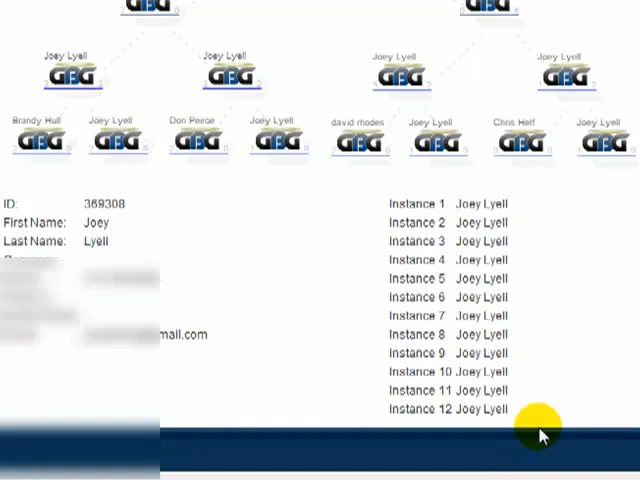 Joey Lyell Joey Lyell Joey Lyell Joey Lyell
GBG GBG GBG GBG
Brandy Hull Joey Lyell Don Peiroe Joey Lyell david rhodes Joey Lyell Chris Helf Joey Lyell
GBG GBG GBG GBG GBG GBG GBG GBG
ID: 369308
First Name: Joey
Last Name: Lyell
mail.com
Instance 1 Joey Lyell
Instance 2 Joey Lyell
Instance 3 Joey Lyell
Instance 4 Joey Lyell
Instance 5 Joey Lyell
Instance 6 Joey Lyell
Instance 7 Joey Lyell
Instance 8 Joey Lyell
Instance 9 Joey Lyell
Instance 10 Joey Lyell
Instance 11 Joey Lyell
Instance 12 Joey Lyell